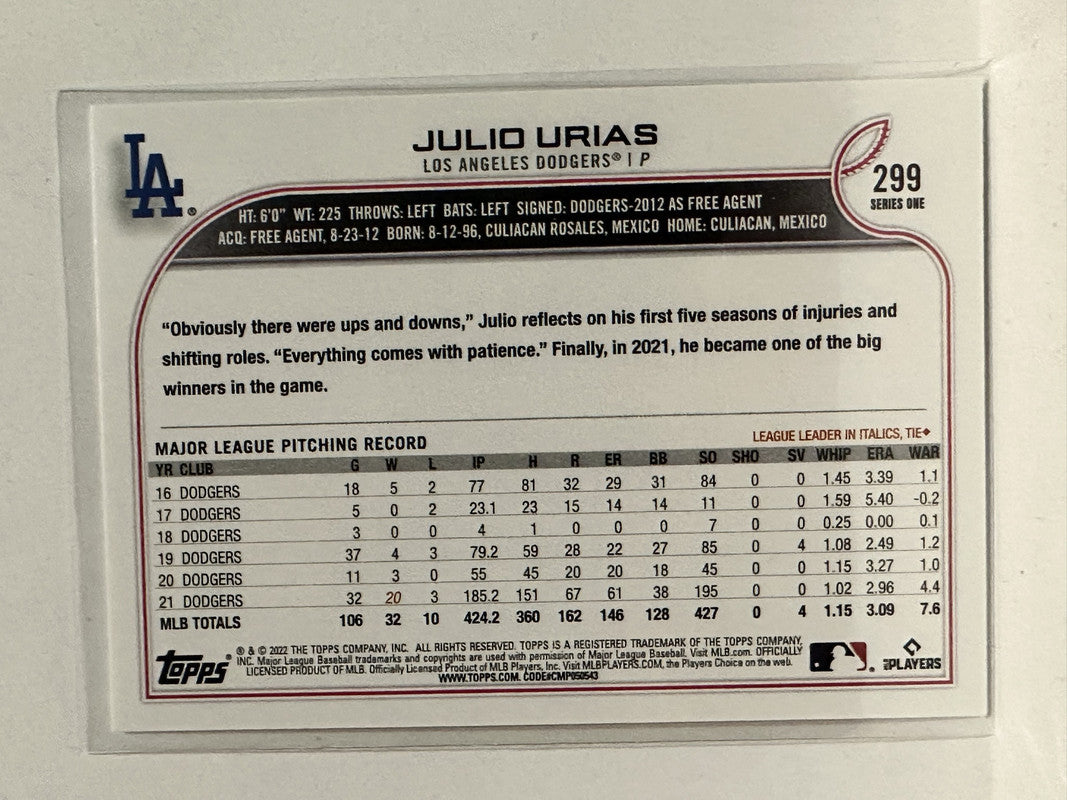 LA®
JULIO URIAS
LOS ANGELES DODGERS® | P
299
SERIES ONE
HT: 6'0" WT: 225 THROWS: LEFT BATS: LEFT SIGNED: DODGERS-2012 AS FREE AGENT
ACQ: FREE AGENT, 8-23-12 BORN: 8-12-96, CULIACAN ROSALES, MEXICO HOME: CULIACAN, MEXICO
“Obviously there were ups and downs,” Julio reflects on his first five seasons of injuries and
shifting roles. “Everything comes with patience.” Finally, in 2021, he became one of the big
winners in the game.
MAJOR LEAGUE PITCHING RECORD
LEAGUE LEADER IN ITALICS, TIE◆
YR CLUB G W L IP H R ER BB SO SHO SV WHIP ERA WAR
16 DODGERS 18 5 2 77 81 32 29 31 84 0 0 1.45 3.39 1.1
17 DODGERS 5 0 2 23.1 23 15 14 14 11 0 0 1.59 5.40 -0.2
18 DODGERS 3 0 0 4 1 0 0 0 7 0 0 0.25 0.00 0.1
19 DODGERS 37 4 3 79.2 59 28 22 27 85 0 4 1.08 2.49 1.2
20 DODGERS 11 3 0 55 45 20 20 18 45 0 0 1.15 3.27 1.0
21 DODGERS 32 20 3 185.2 151 67 61 38 195 0 0 1.02 2.96 4.4
MLB TOTALS 106 32 10 424.2 360 162 146 128 427 0 4 1.15 3.09 7.6
TOPPS®
® & © 2022 THE TOPPS COMPANY, INC. ALL RIGHTS RESERVED. TOPPS IS A REGISTERED TRADEMARK OF THE TOPPS COMPANY,
INC. Major League Baseball trademarks and copyrights are used with permission of Major League Baseball. Visit MLB.com. OFFICIALLY
LICENSED PRODUCT OF MLB. Officially Licensed Product of MLB Players, Inc. Visit MLBPLAYERS.COM, the Players Choice on the web.
WWW.TOPPS.COM. CODE#CMP050543
MLB PLAYERS